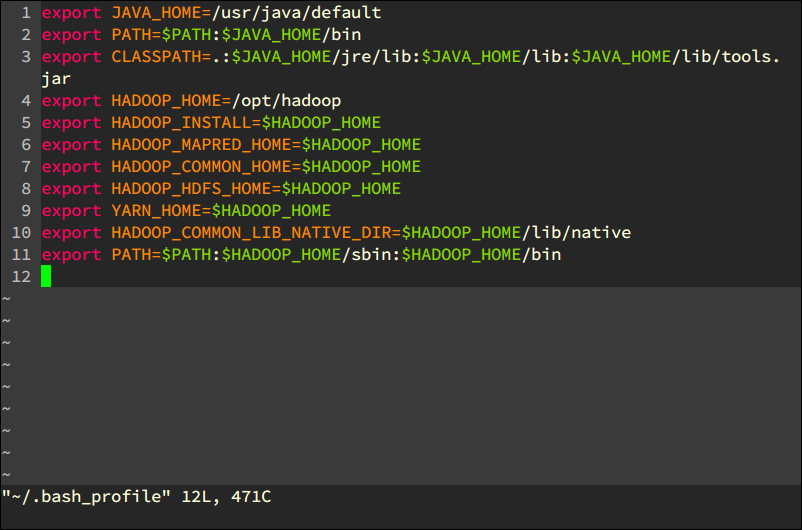 1 export JAVA_HOME=/usr/java/default
2 export PATH=$PATH:$JAVA_HOME/bin
3 export CLASSPATH=.:$JAVA_HOME/jre/lib:$JAVA_HOME/lib:$JAVA_HOME/lib/tools.
jar
4 export HADOOP_HOME=/opt/hadoop
5 export HADOOP_INSTALL=$HADOOP_HOME
6 export HADOOP_MAPRED_HOME=$HADOOP_HOME
7 export HADOOP_COMMON_HOME=$HADOOP_HOME
8 export HADOOP_HDFS_HOME=$HADOOP_HOME
9 export YARN_HOME=$HADOOP_HOME
10 export HADOOP_COMMON_LIB_NATIVE_DIR=$HADOOP_HOME/lib/native
11 export PATH=$PATH:$HADOOP_HOME/sbin:$HADOOP_HOME/bin
12
~
~
~
~
~
~
~
~
~
"~/.bash_profile" 12L, 471C